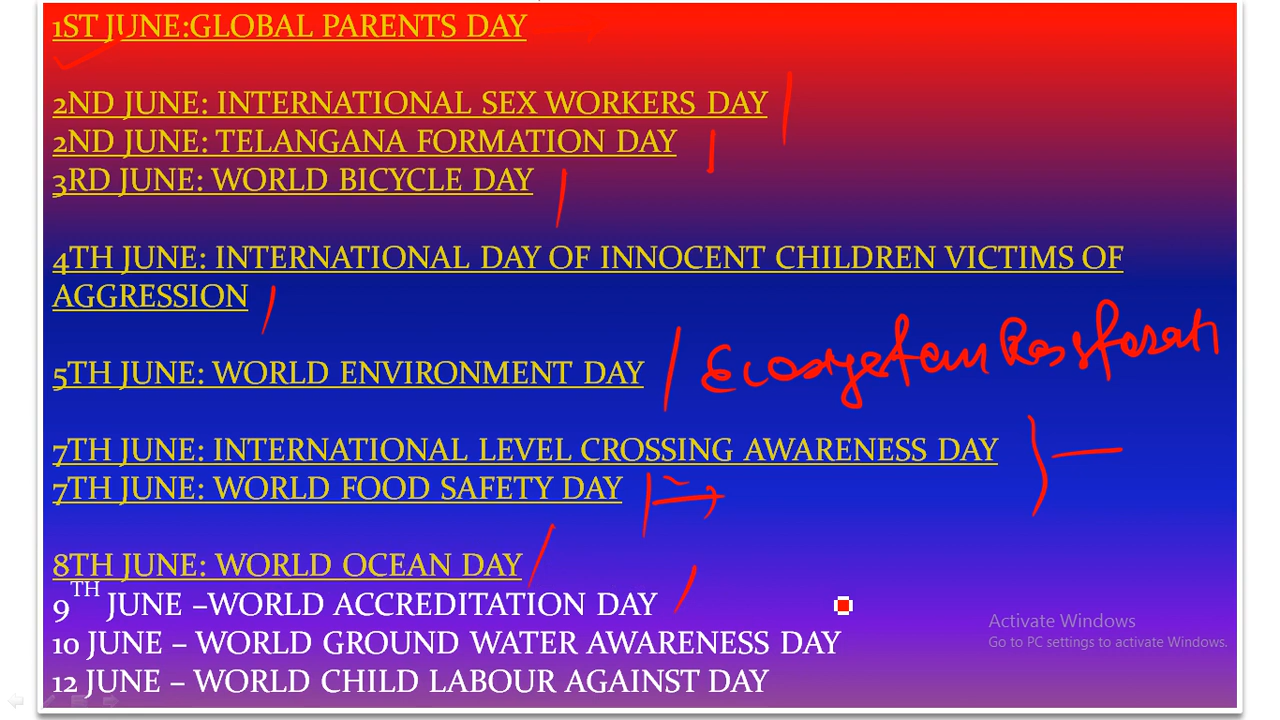 1ST JUNE:GLOBAL PARENTS DAY
2ND JUNE: INTERNATIONAL SEX WORKERS DAY
2ND JUNE: TELANGANA FORMATION DAY
3RD JUNE: WORLD BICYCLE DAY
4TH JUNE: INTERNATIONAL DAY OF INNOCENT CHILDREN VICTIMS OF
AGGRESSION
5TH JUNE: WORLD ENVIRONMENT DAY Ecosystem
7TH JUNE: INTERNATIONAL LEVEL CROSSING AWARENESS DAY
7TH JUNE: WORLD FOOD SAFETY DAY
8TH JUNE: WORLD OCEAN DAY
9TH JUNE –WORLD ACCREDITATION DAY
10 JUNE – WORLD GROUND WATER AWARENESS DAY
12 JUNE – WORLD CHILD LABOUR AGAINST DAY
Activate Windows
Go to PC settings to activate Windows.